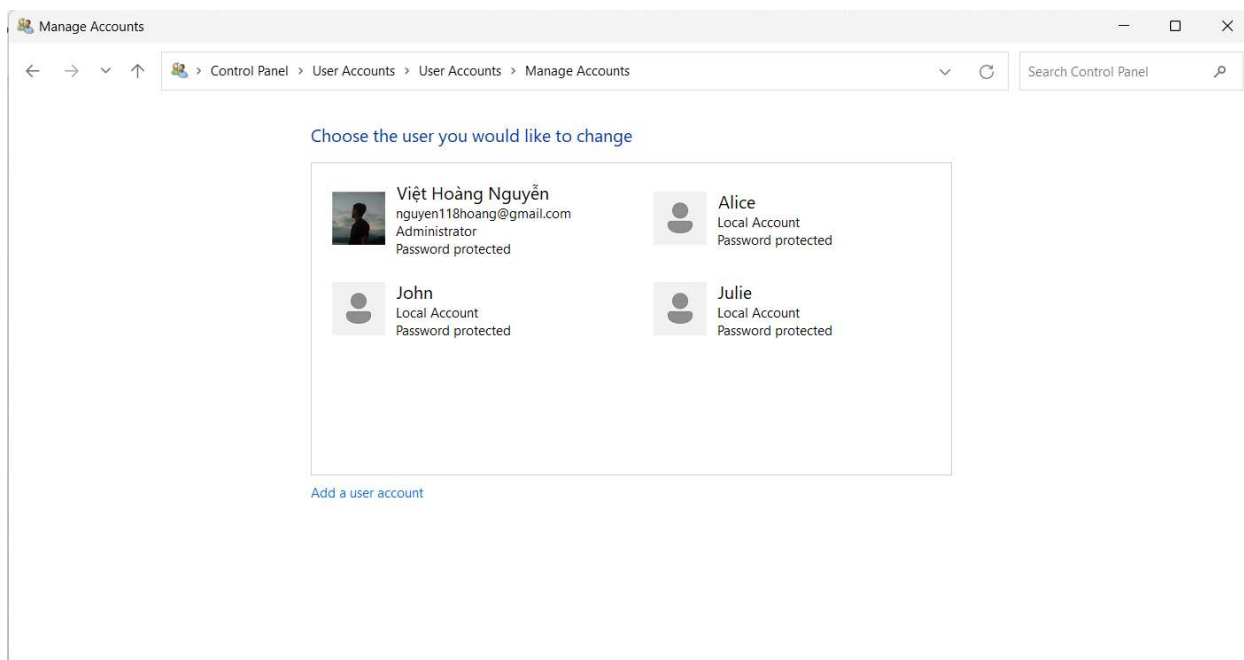 Manage Accounts
Control Panel > User Accounts > User Accounts > Manage Accounts
Search Control Panel
Choose the user you would like to change
Việt Hoàng Nguyễn
nguyen118hoang@gmail.com
Administrator
Password protected
Alice
Local Account
Password protected
John
Local Account
Password protected
Julie
Local Account
Password protected
Add a user account